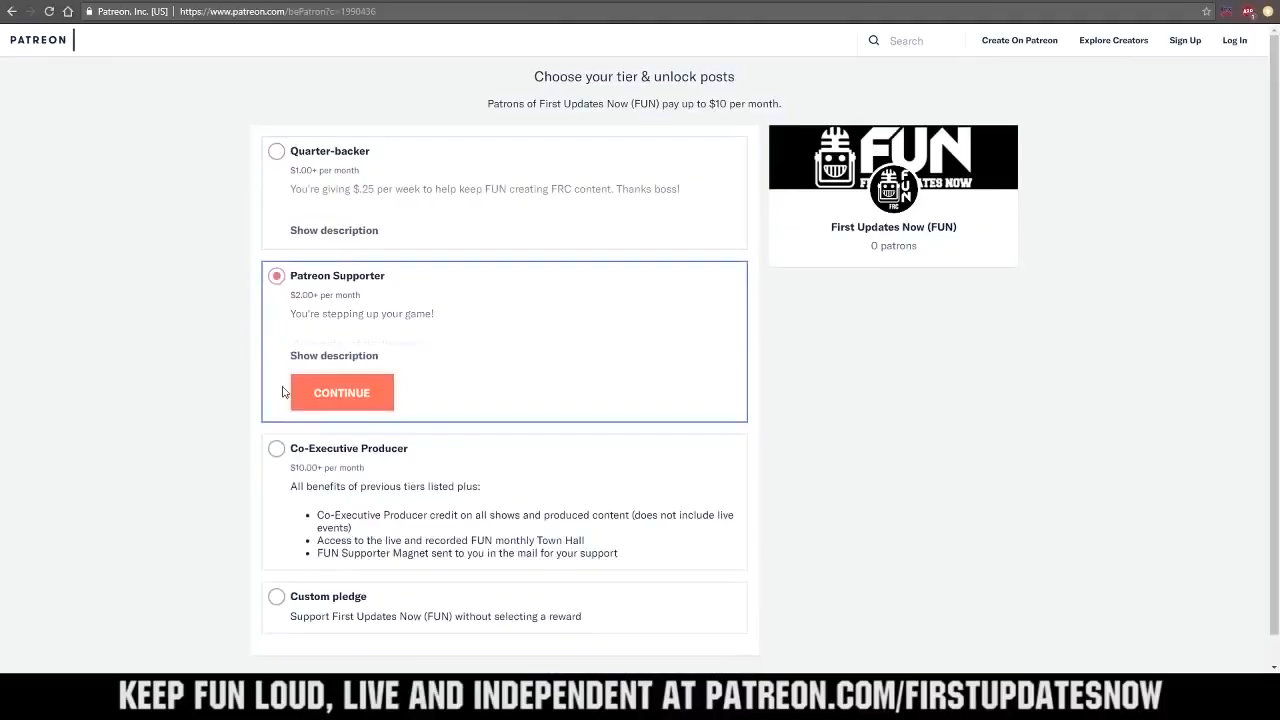 Patreon, Inc. [US] | https://www.patreon.com/bePatron?c=1990436
PATREON
Search
Create On Patreon
Explore Creators
Sign Up
Log In
Choose your tier & unlock posts
Patrons of First Updates Now (FUN) pay up to $10 per month.
Quarter-backer
$1.00+ per month
You're giving $.25 per week to help keep FUN creating FRC content. Thanks boss!
Show description
Patreon Supporter
$2.00+ per month
You're stepping up your game!
Show description
CONTINUE
Co-Executive Producer
$10.00+ per month
All benefits of previous tiers listed plus:
• Co-Executive Producer credit on all shows and produced content (does not include live
events)
• Access to the live and recorded FUN monthly Town Hall
• FUN Supporter Magnet sent to you in the mail for your support
Custom pledge
Support First Updates Now (FUN) without selecting a reward
FUN
FUN
FRC
First Updates Now (FUN)
0 patrons
KEEP FUN LOUD, LIVE AND INDEPENDENT AT PATREON.COM/FIRSTUPDATESNOW